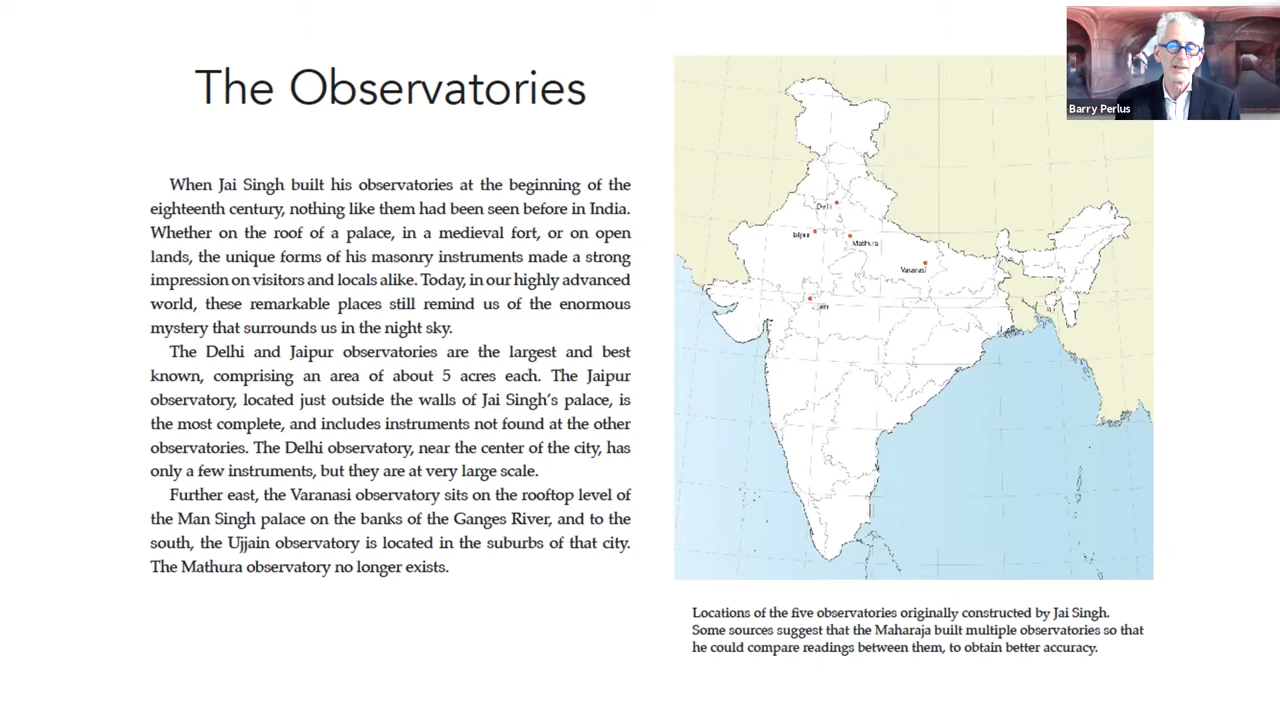 The Observatories
When Jai Singh built his observatories at the beginning of the
eighteenth century, nothing like them had been seen before in India.
Whether on the roof of a palace, in a medieval fort, or on open
lands, the unique forms of his masonry instruments made a strong
impression on visitors and locals alike. Today, in our highly advanced
world, these remarkable places still remind us of the enormous
mystery that surrounds us in the night sky.
The Delhi and Jaipur observatories are the largest and best
known, comprising an area of about 5 acres each. The Jaipur
observatory, located just outside the walls of Jai Singh's palace, is
the most complete, and includes instruments not found at the other
observatories. The Delhi observatory, near the center of the city, has
only a few instruments, but they are at very large scale.
Further east, the Varanasi observatory sits on the rooftop level of
the Man Singh palace on the banks of the Ganges River, and to the
south, the Ujjain observatory is located in the suburbs of that city.
The Mathura observatory no longer exists.
Barry Perlus
Delhi
Jaipur
Mathura
Varanasi
Locations of the five observatories originally constructed by Jai Singh.
Some sources suggest that the Maharaja built multiple observatories so that
he could compare readings between them, to obtain better accuracy.